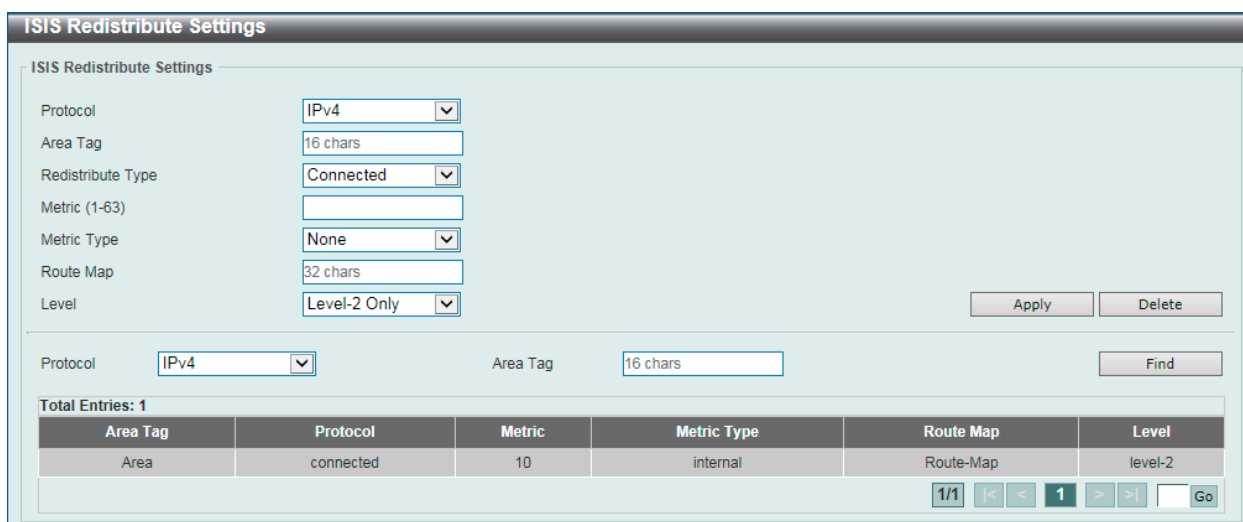 ISIS Redistribute Settings
ISIS Redistribute Settings
Protocol IPv4
Area Tag 16 chars
Redistribute Type Connected
Metric (1-63)
Metric Type None
Route Map 32 chars
Level Level-2 Only Apply Delete
Protocol IPv4 Area Tag 16 chars Find
Total Entries: 1
Area Tag Protocol Metric Metric Type Route Map Level
Area connected 10 internal Route-Map level-2
1/1 |< < 1 > >| Go